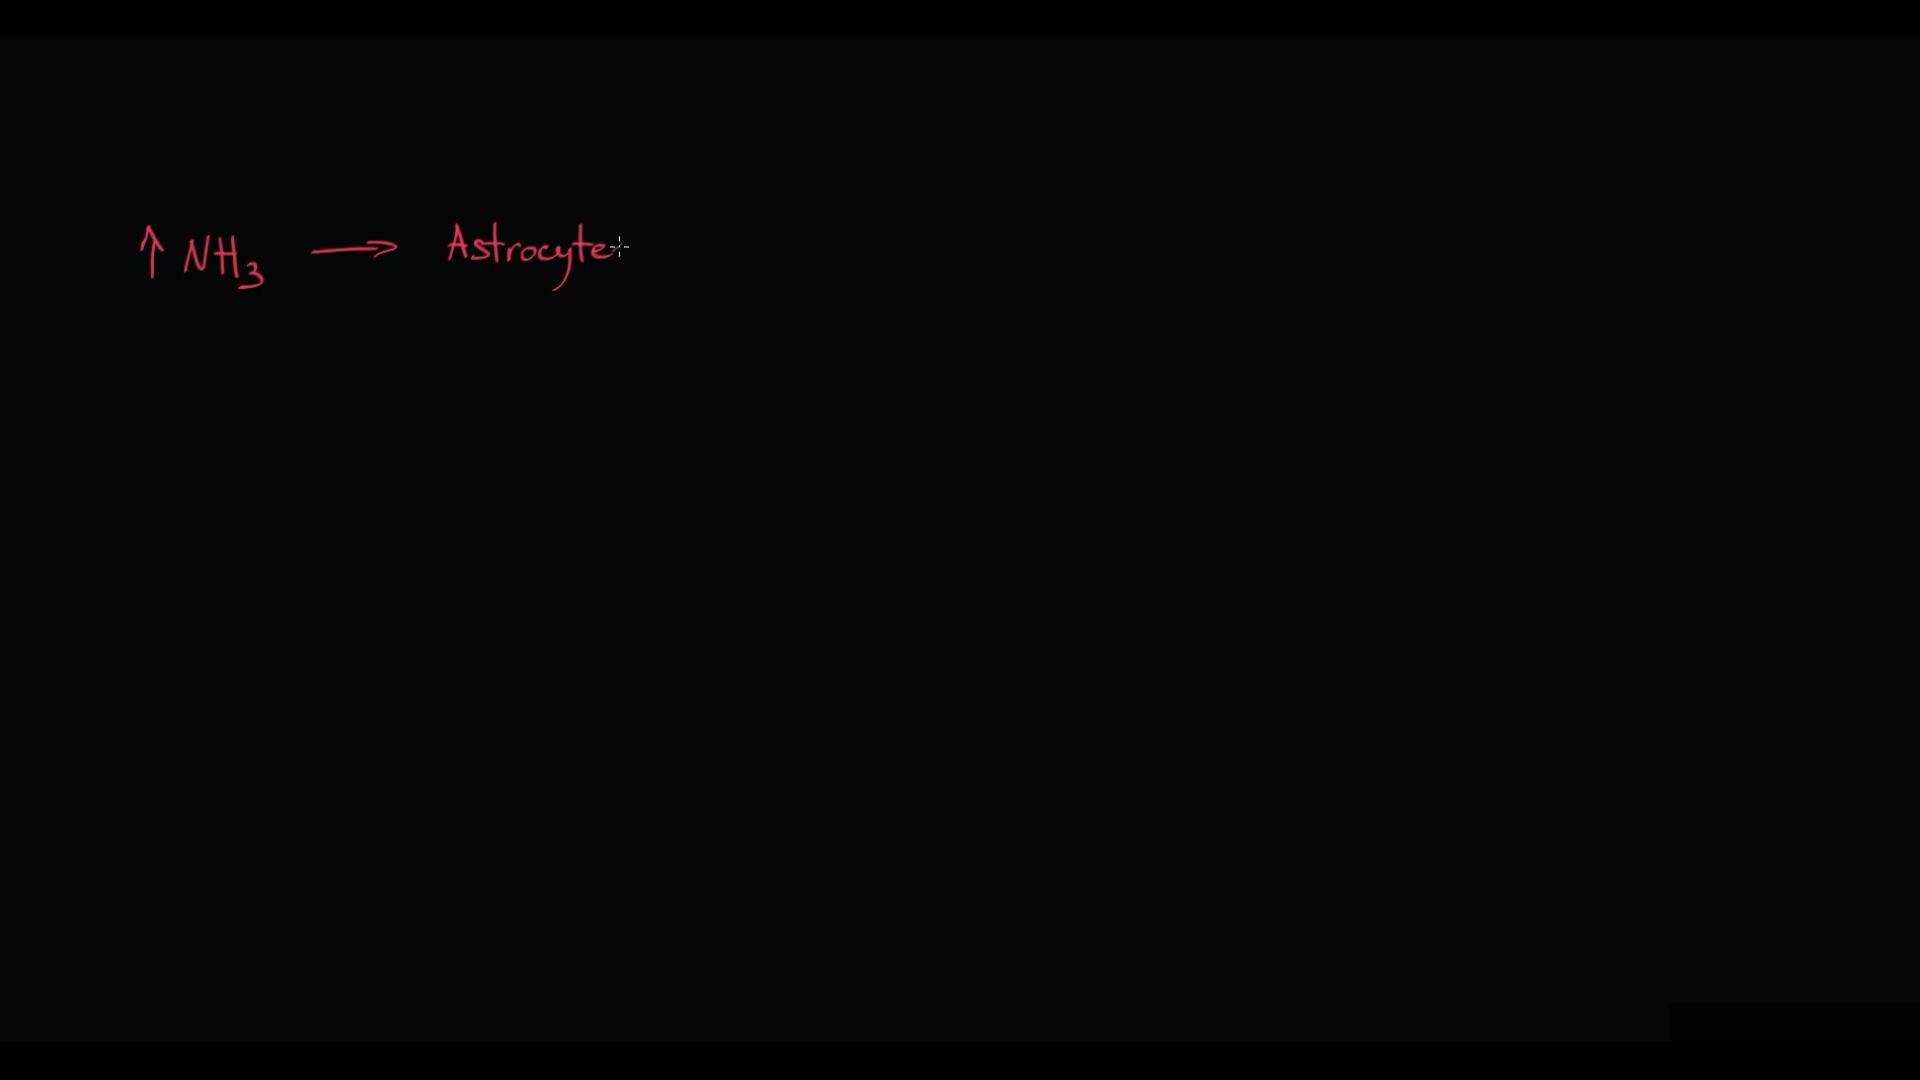 ↑ NH₃ → Astrocyte